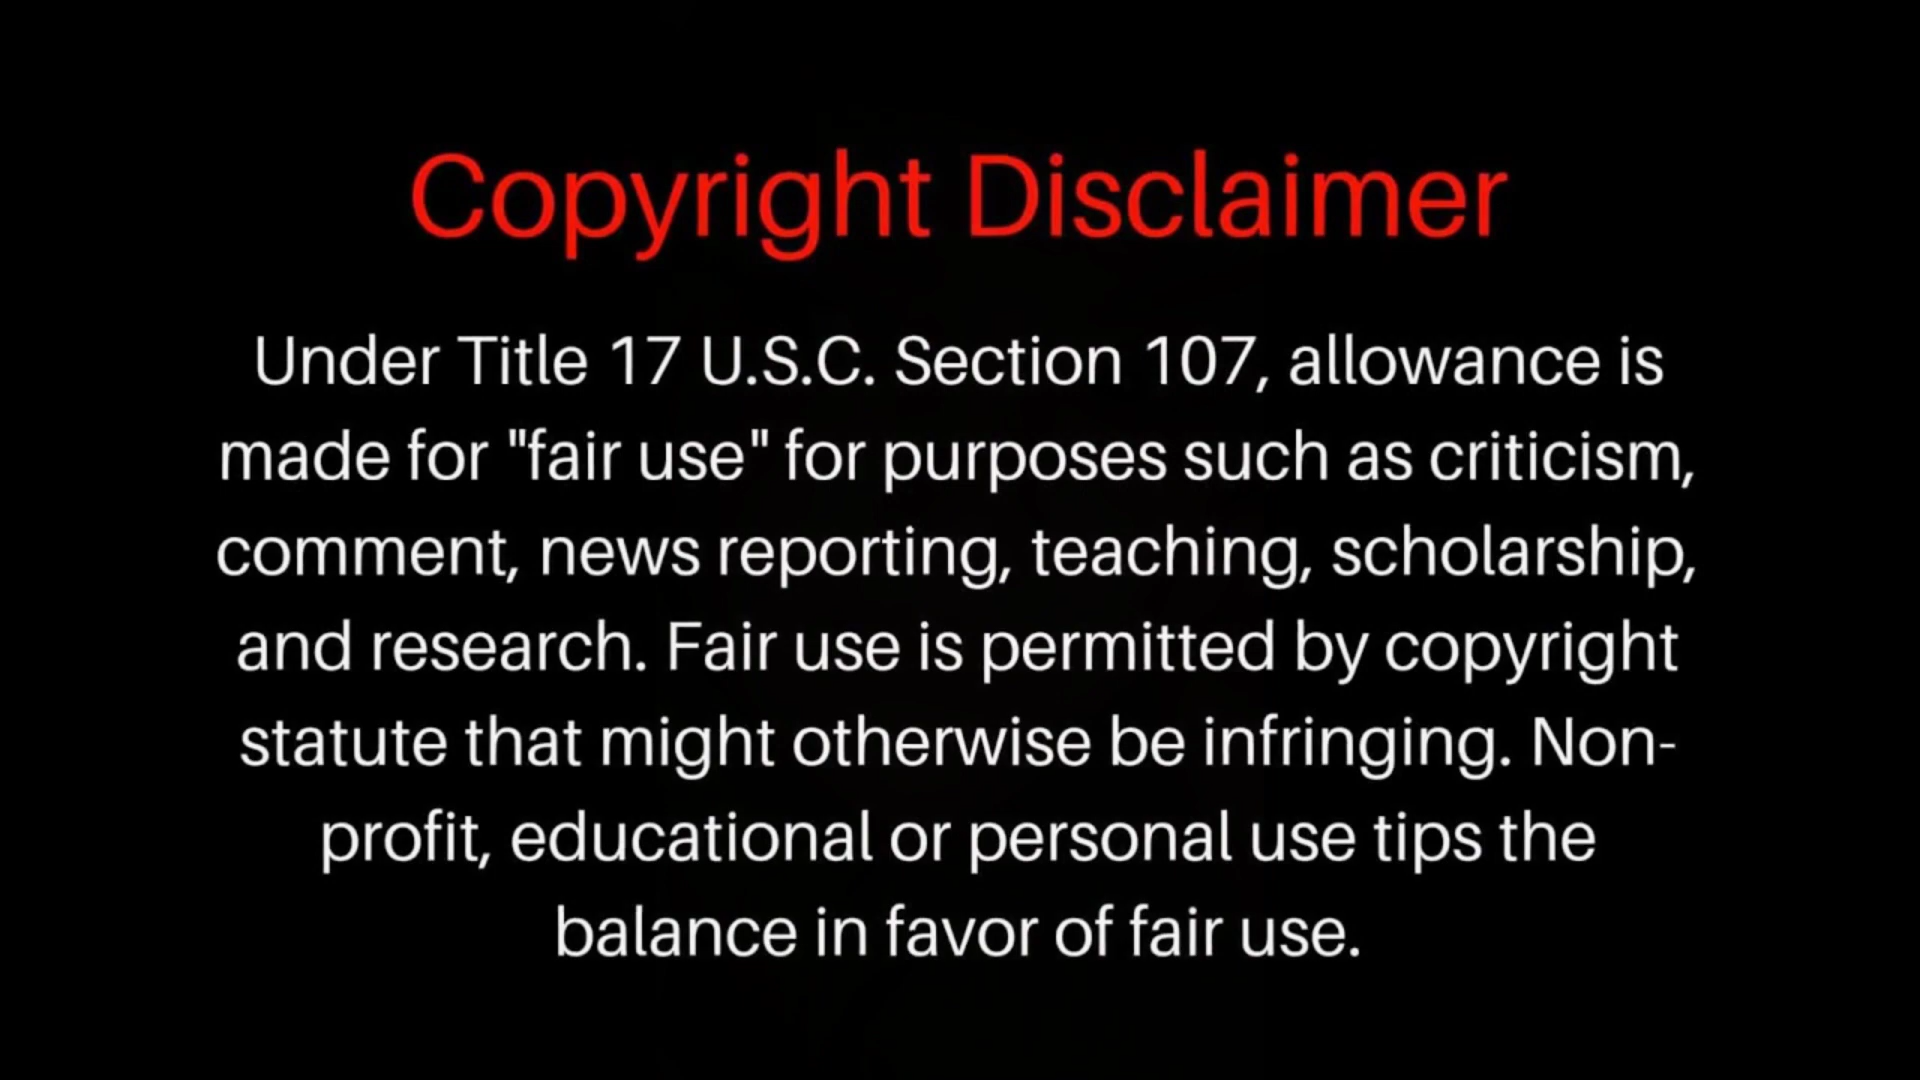 Copyright Disclaimer
Under Title 17 U.S.C. Section 107, allowance is
made for "fair use" for purposes such as criticism,
comment, news reporting, teaching, scholarship,
and research. Fair use is permitted by copyright
statute that might otherwise be infringing. Non-
profit, educational or personal use tips the
balance in favor of fair use.